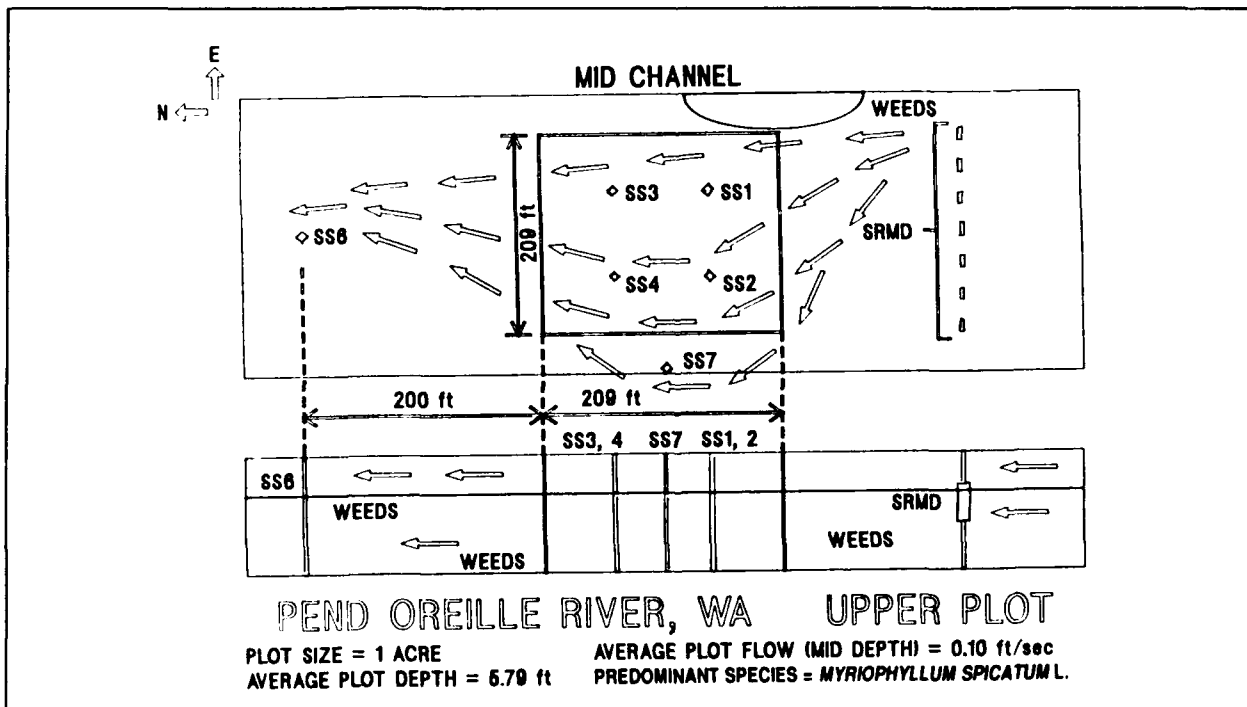 E
N
MID CHANNEL
WEEDS
SS3
SS1
SRMD
209 ft
SS6
SS4
SS2
SS7
200 ft
209 ft
SS3, 4
SS7
SS1, 2
SS6
SRMD
WEEDS
WEEDS
WEEDS
PEND OREILLE RIVER, WA
UPPER PLOT
PLOT SIZE = 1 ACRE
AVERAGE PLOT FLOW (MID DEPTH) = 0.10 ft/sec
AVERAGE PLOT DEPTH = 5.79 ft
PREDOMINANT SPECIES = MYRIOPHYLLUM SPICATUM L.